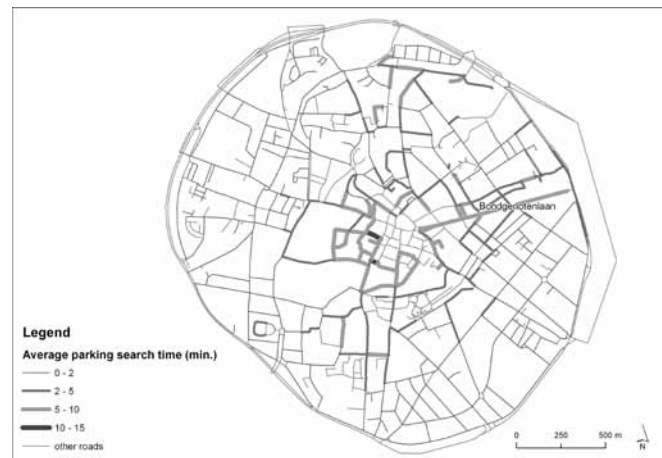 Bondgenotenlaan
Legend
Average parking search time (min.)
0 - 2
2 - 5
5 - 10
10 - 15
other roads
0 250 500 m
N